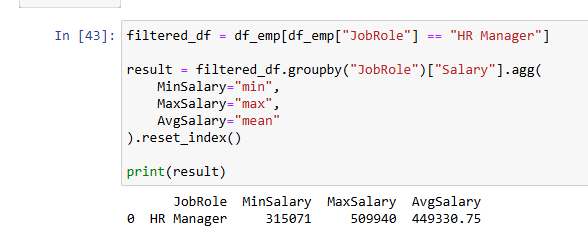 In [43]: filtered_df = df_emp[df_emp["JobRole"] == "HR Manager"]
result = filtered_df.groupby("JobRole")["Salary"].agg(
    MinSalary="min",
    MaxSalary="max",
    AvgSalary="mean"
).reset_index()
print(result)
JobRole MinSalary MaxSalary AvgSalary
0 HR Manager 315071 509940 449330.75